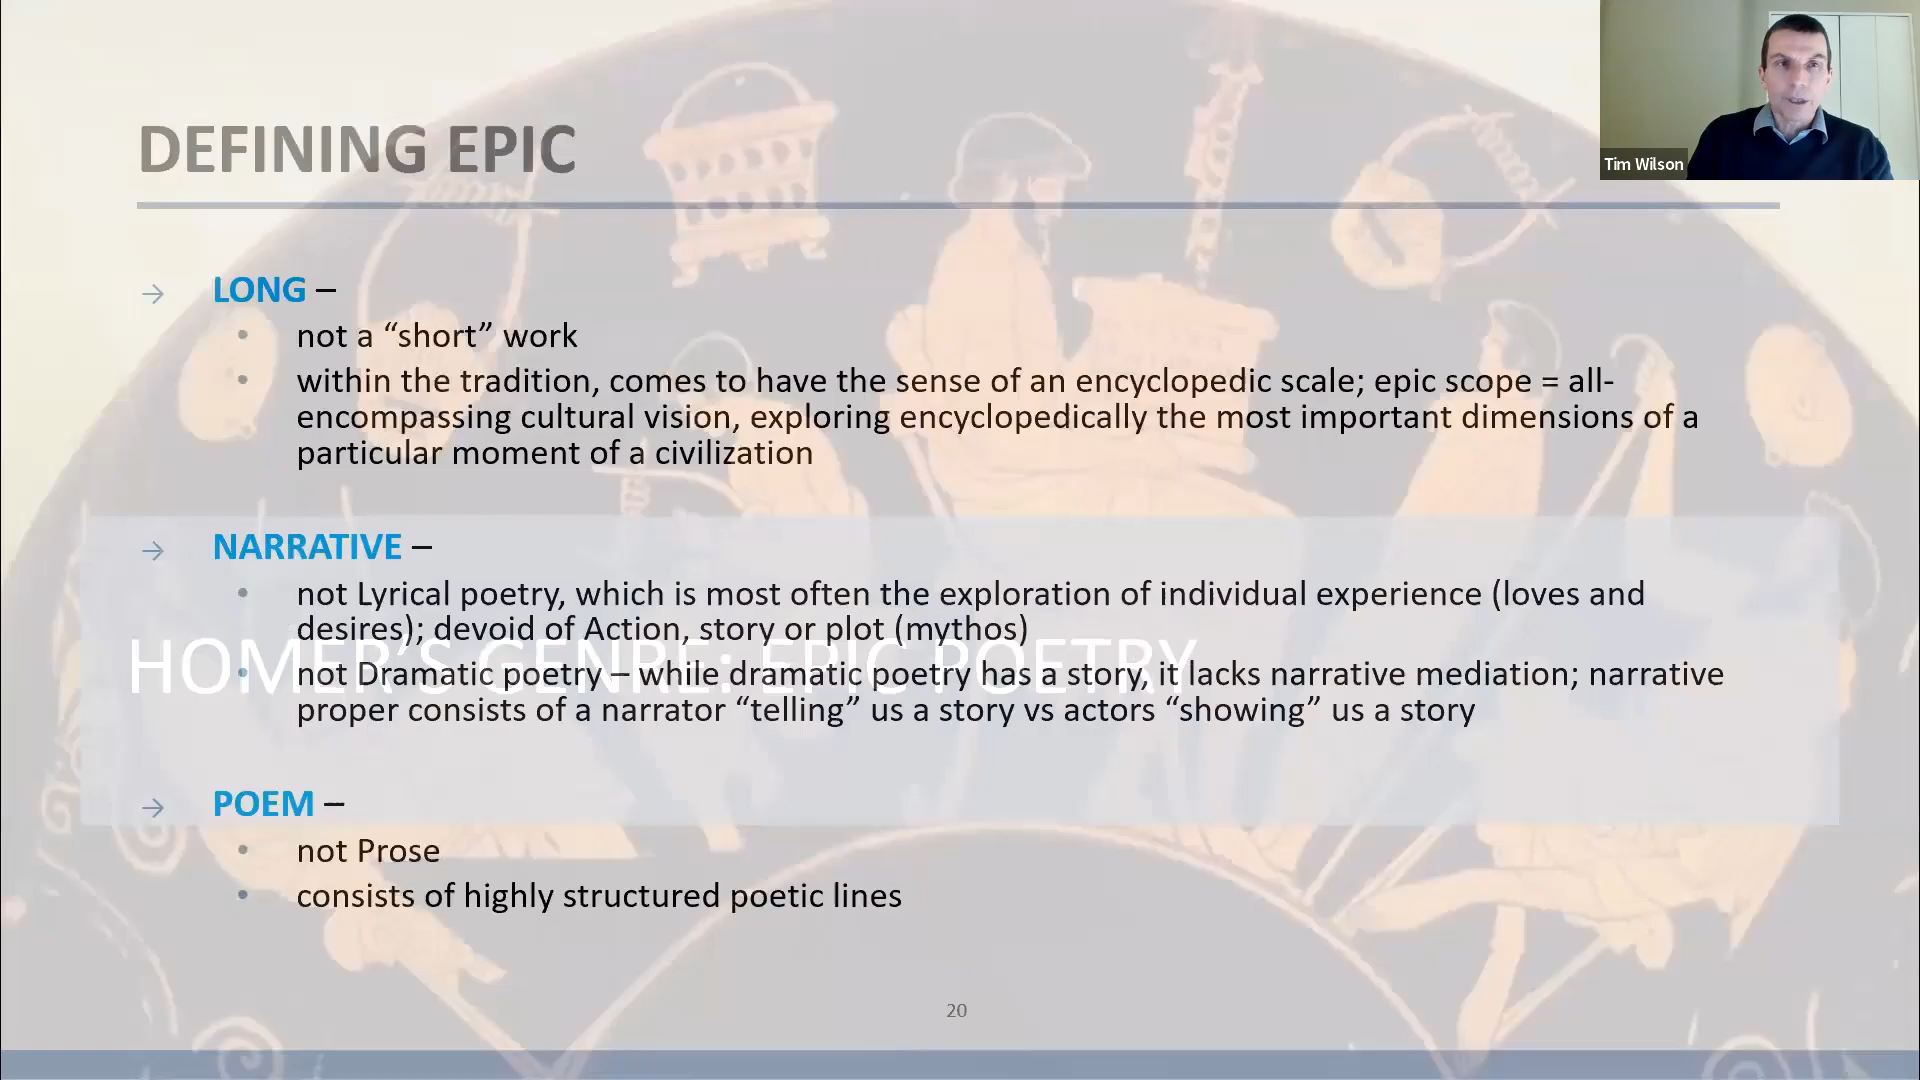 DEFINING EPIC
Tim Wilson
→ LONG –
• not a “short” work
• within the tradition, comes to have the sense of an encyclopedic scale; epic scope = all-
encompassing cultural vision, exploring encyclopedically the most important dimensions of a
particular moment of a civilization
→ NARRATIVE –
• not Lyrical poetry, which is most often the exploration of individual experience (loves and
desires); devoid of Action, story or plot (mythos)
HOMER’S GENRE: EPIC POETRY
• not Dramatic poetry – while dramatic poetry has a story, it lacks narrative mediation; narrative
proper consists of a narrator “telling” us a story vs actors “showing” us a story
→ POEM –
• not Prose
• consists of highly structured poetic lines
20